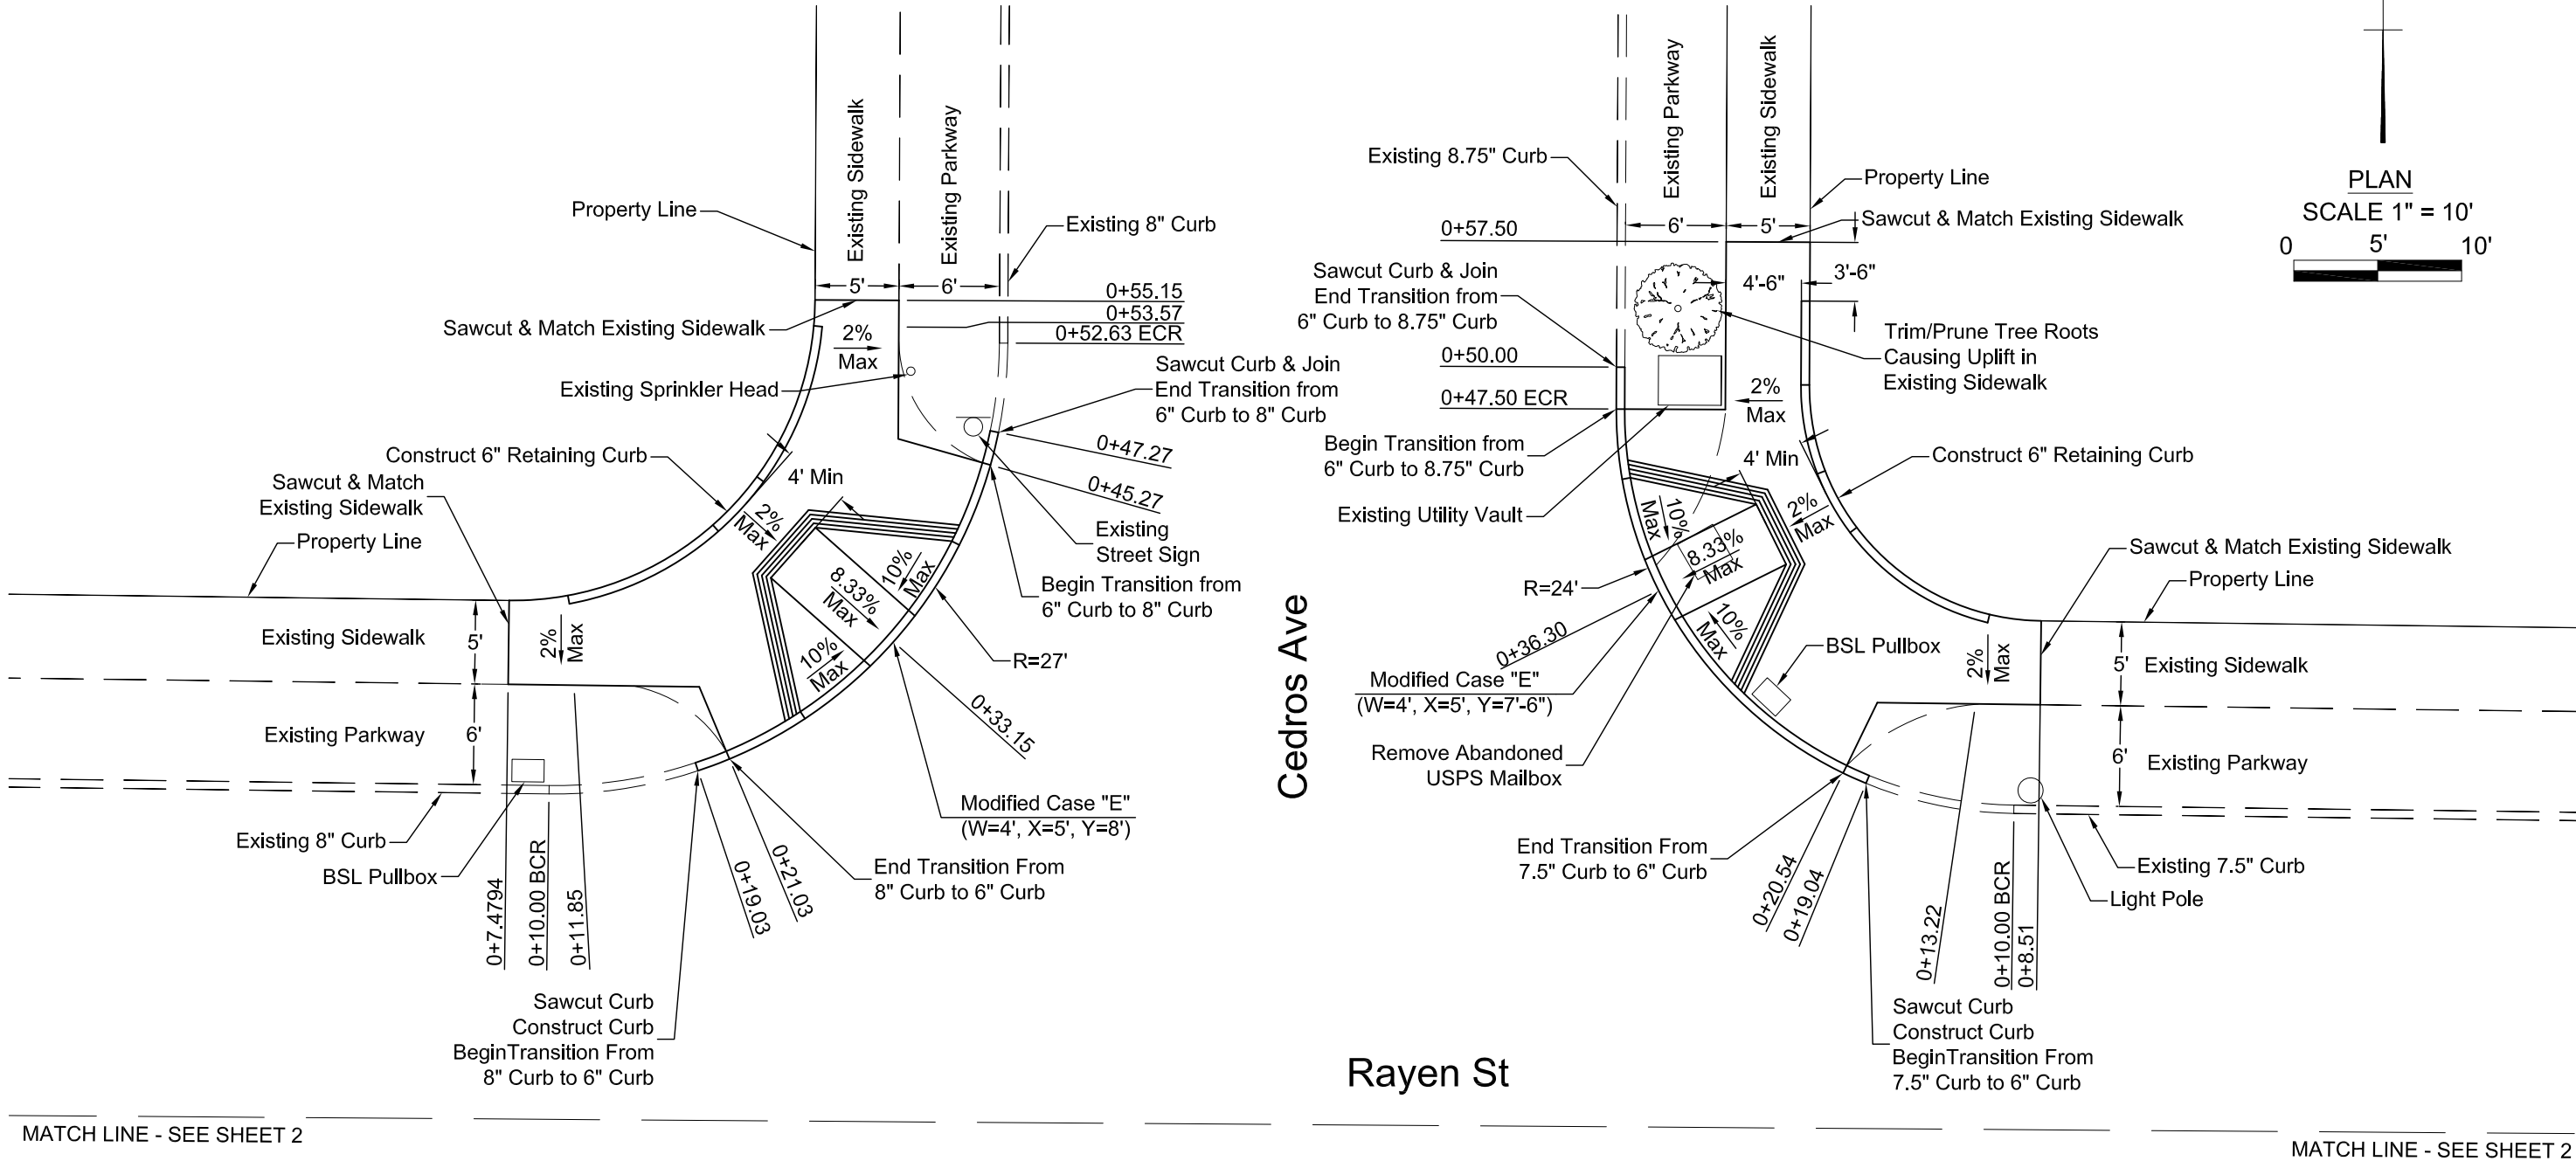 Existing Sidewalk
Existing Parkway
Property Line
Existing 8" Curb
5'
6'
0+55.15
0+53.57
0+52.63 ECR
Sawcut & Match Existing Sidewalk
2%
Max
Existing Sprinkler Head
Sawcut Curb & Join
End Transition from
6" Curb to 8" Curb
0+47.27
0+45.27
Construct 6" Retaining Curb
4' Min
Sawcut & Match
Existing Sidewalk
Property Line
2%
Max
Existing
Street Sign
Begin Transition from
6" Curb to 8" Curb
10%
Max
8.33%
Max
10%
Max
R=27'
Existing Sidewalk
5'
2%
Max
Existing Parkway
6'
0+33.15
Modified Case "E"
(W=4', X=5', Y=8')
Existing 8" Curb
BSL Pullbox
End Transition From
8" Curb to 6" Curb
0+7.4794
0+10.00 BCR
0+11.85
0+19.03
0+21.03
Sawcut Curb
Construct Curb
BeginTransition From
8" Curb to 6" Curb
Existing Parkway
Existing Sidewalk
Existing 8.75" Curb
Property Line
6'
5'
0+57.50
Sawcut & Match Existing Sidewalk
Sawcut Curb & Join
End Transition from
6" Curb to 8.75" Curb
4'-6"
3'-6"
Trim/Prune Tree Roots
Causing Uplift in
Existing Sidewalk
0+50.00
0+47.50 ECR
2%
Max
Begin Transition from
6" Curb to 8.75" Curb
4' Min
Construct 6" Retaining Curb
Existing Utility Vault
10%
Max
2%
Max
8.33%
Max
10%
Max
Sawcut & Match Existing Sidewalk
Property Line
R=24'
0+36.30
Modified Case "E"
(W=4', X=5', Y=7'-6")
BSL Pullbox
2%
Max
5'
Existing Sidewalk
Remove Abandoned
USPS Mailbox
6'
Existing Parkway
End Transition From
7.5" Curb to 6" Curb
Existing 7.5" Curb
Light Pole
0+20.54
0+19.04
0+13.22
0+10.00 BCR
0+8.51
Sawcut Curb
Construct Curb
BeginTransition From
7.5" Curb to 6" Curb
Cedros Ave
Rayen St
PLAN
SCALE 1" = 10'
0 5' 10'
MATCH LINE - SEE SHEET 2
MATCH LINE - SEE SHEET 2